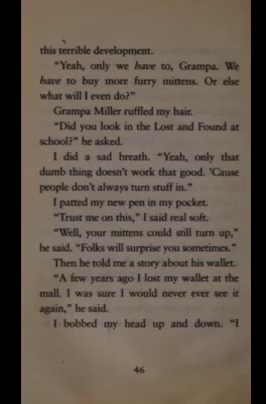 this terrible development.
"Yeah, only we have to, Grampa. We
have to buy more furry mittens. Or else
what will I even do?"
Grampa Miller ruffled my hair.
"Did you look in the Lost and Found at
school?" he asked.
I did a sad breath. "Yeah, only that
dumb thing doesn't work that good. 'Cause
people don't always turn stuff in."
I patted my new pen in my pocket.
"Trust me on this," I said real soft.
"Well, your mittens could still turn up,"
he said. "Folks will surprise you sometimes."
Then he told me a story about his wallet.
"A few years ago I lost my wallet at the
mall. I was sure I would never ever see it
again," he said.
I bobbed my head up and down. "I
46